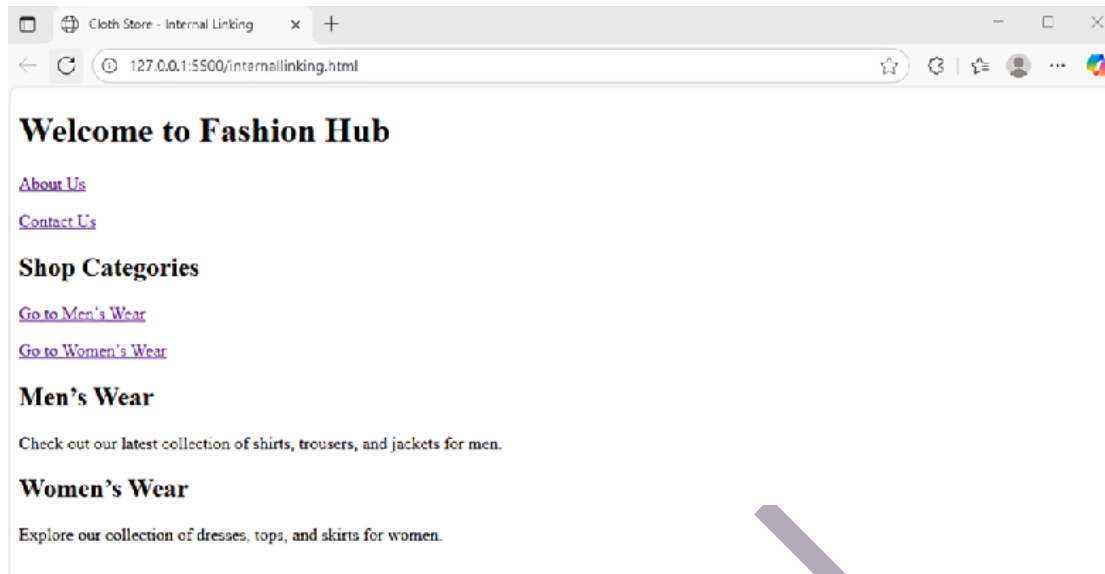 Cloth Store - Internal Linking
127.0.0.1:5500/internallinking.html
Welcome to Fashion Hub
About Us
Contact Us
Shop Categories
Go to Men's Wear
Go to Women's Wear
Men’s Wear
Check out our latest collection of shirts, trousers, and jackets for men.
Women’s Wear
Explore our collection of dresses, tops, and skirts for women.